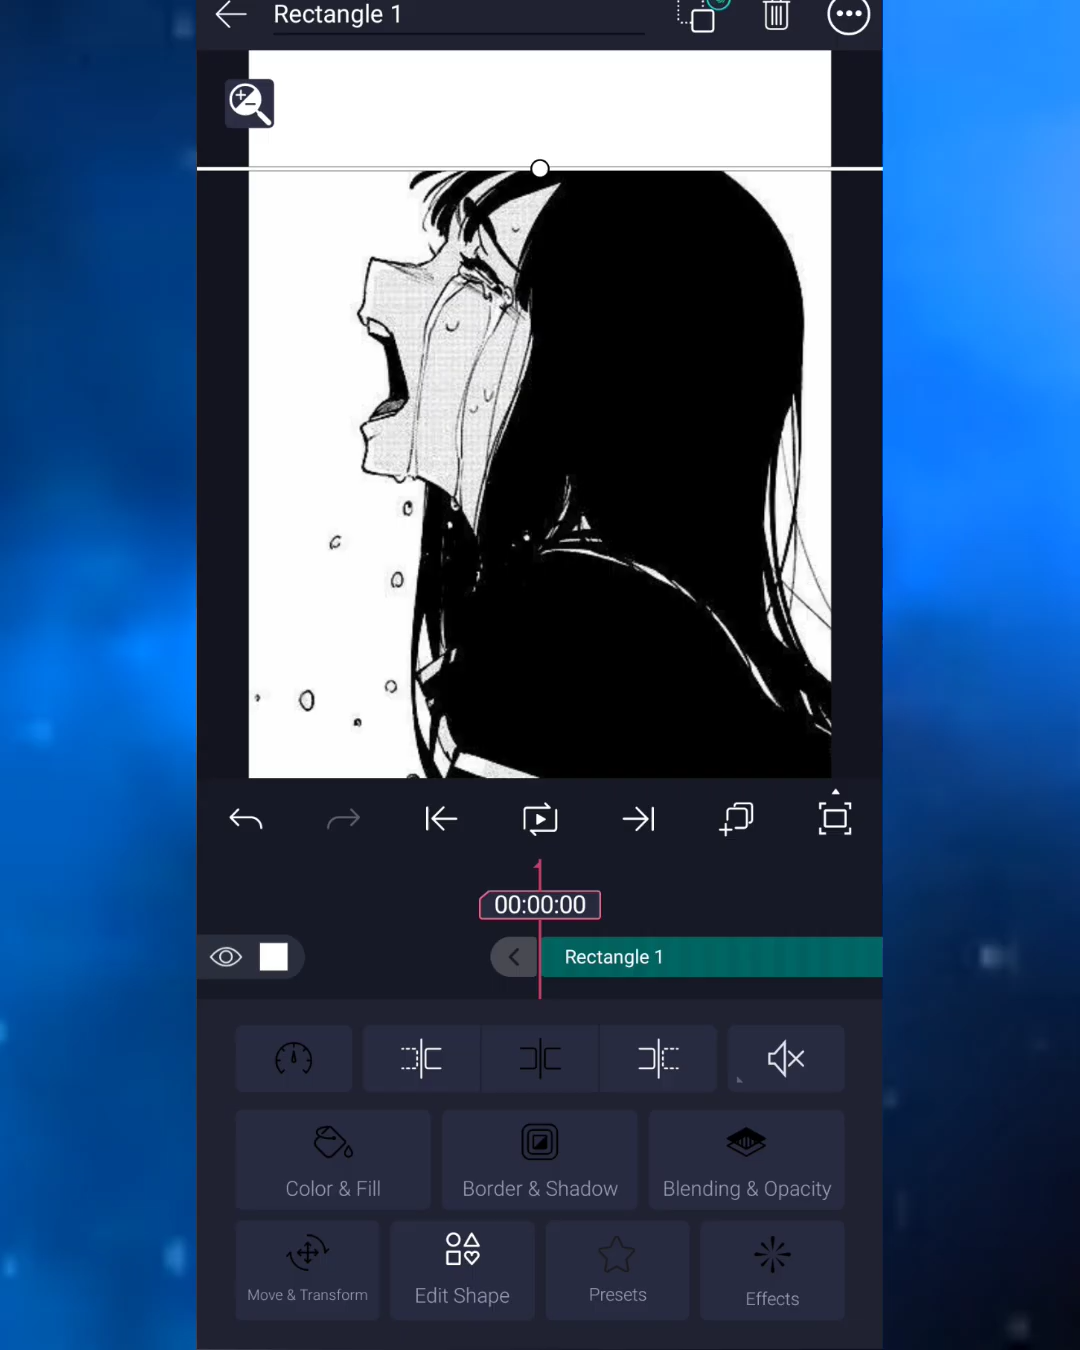 Rectangle 1
00:00:00
Rectangle 1
Color & Fill
Border & Shadow
Blending & Opacity
Move & Transform
Edit Shape
Presets
Effects